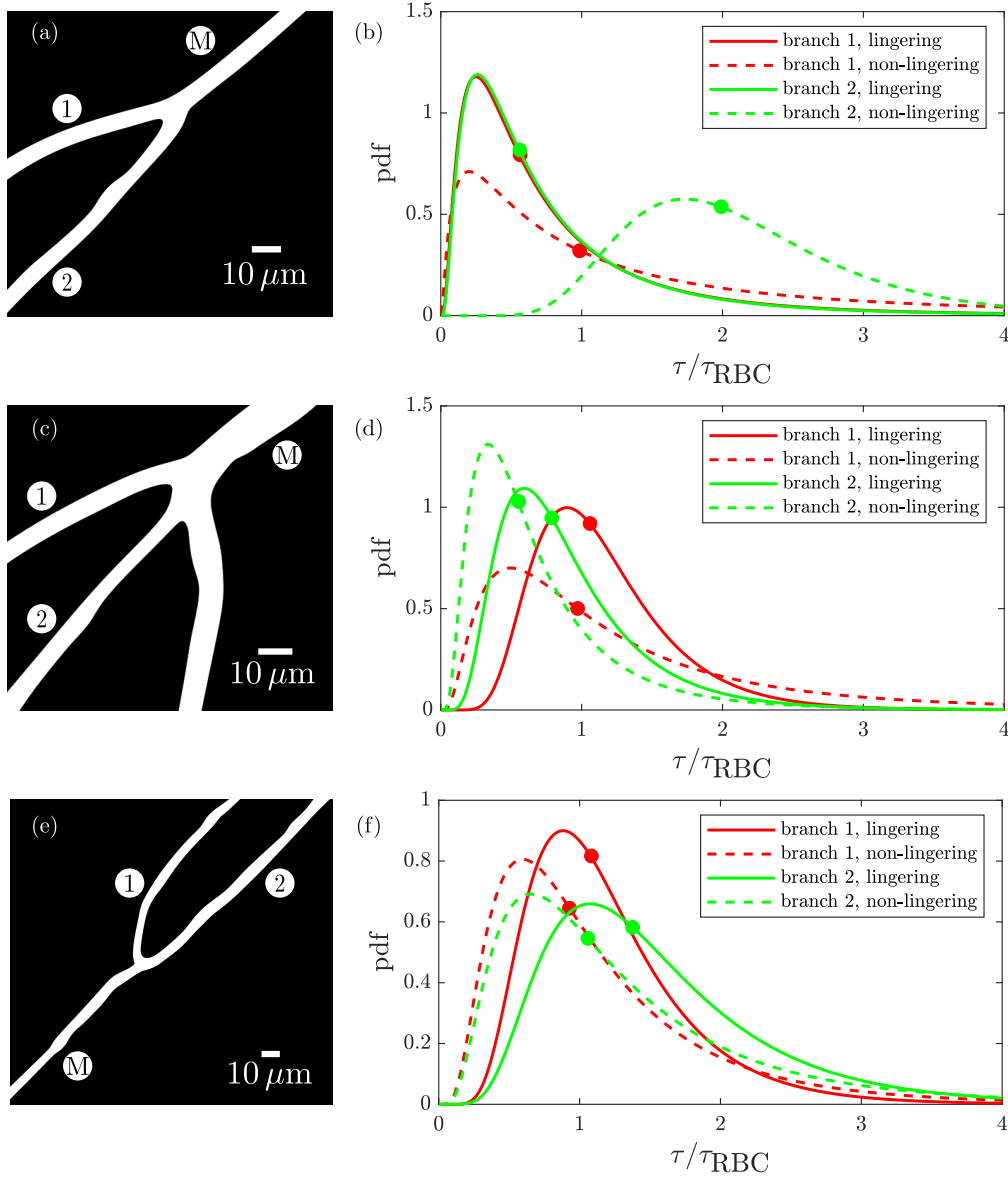 (a)
M
1
2
10 μm
(b)
1.5
1
0.5
0
pdf
branch 1, lingering
branch 1, non-lingering
branch 2, lingering
branch 2, non-lingering
0 1 2 3 4
τ/τRBC
(c)
M
1
2
10 μm
(d)
1.5
1
0.5
0
pdf
branch 1, lingering
branch 1, non-lingering
branch 2, lingering
branch 2, non-lingering
0 1 2 3 4
τ/τRBC
(e)
1
2
M
10 μm
(f)
1
0.8
0.6
0.4
0.2
0
pdf
branch 1, lingering
branch 1, non-lingering
branch 2, lingering
branch 2, non-lingering
0 1 2 3 4
τ/τRBC